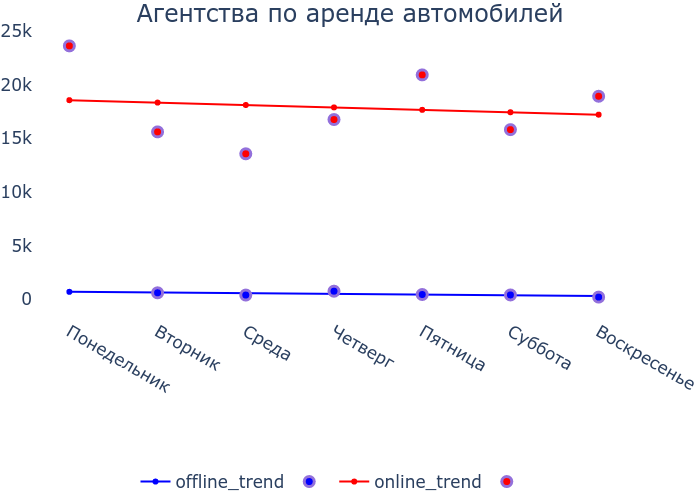 Агентства по аренде автомобилей
25k
20k
15k
10k
5k
0
Понедельник
Вторник
Среда
Четверг
Пятница
Суббота
Воскресенье
offline_trend
online_trend